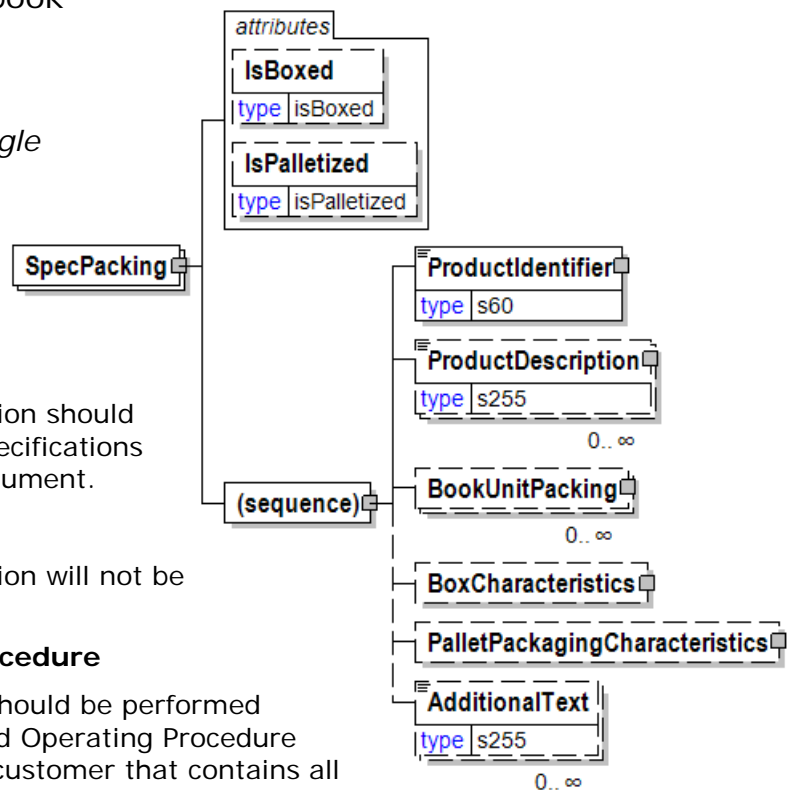 book
attributes
IsBoxed
type isBoxed
gle
IsPalletized
type isPalletized
SpecPacking
ProductIdentifier
type s60
ProductDescription
type s255
0.. ∞
ion should
ecifications
ument.
(sequence)
BookUnitPacking
0.. ∞
ion will not be
BoxCharacteristics
PalletPackagingCharacteristics
cedure
hould be performed
d Operating Procedure
customer that contains all
AdditionalText
type s255
0.. ∞